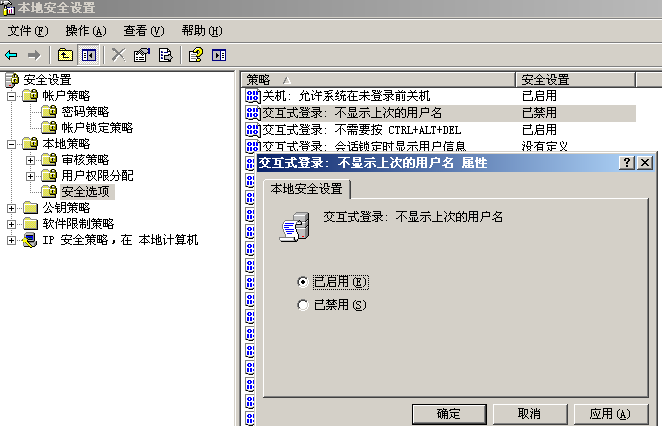 本地安全设置
文件(F) 操作(A) 查看(V) 帮助(H)
安全设置
帐户策略
密码策略
帐户锁定策略
本地策略
审核策略
用户权限分配
安全选项
公钥策略
软件限制策略
IP 安全策略，在 本地计算机
策略 安全设置
关机: 允许系统在未登录前关机 已启用
交互式登录: 不显示上次的用户名 已禁用
交互式登录: 不需要按 CTRL+ALT+DEL 已启用
交互式登录: 会话锁定时显示用户信息 没有定义
交互式登录: 不显示上次的用户名 属性
本地安全设置
交互式登录: 不显示上次的用户名
已启用(E)
已禁用(S)
确定 取消 应用(A)